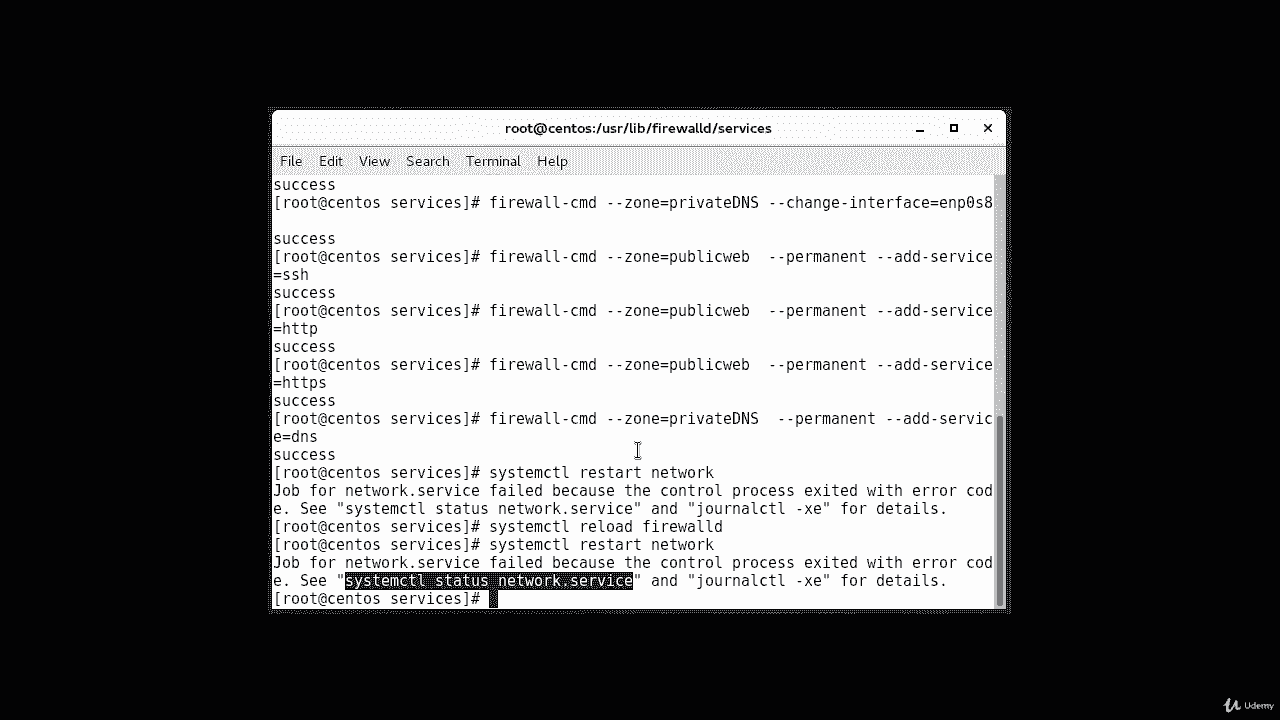 root@centos:/usr/lib/firewalld/services
File Edit View Search Terminal Help
success
[root@centos services]# firewall-cmd --zone=privateDNS --change-interface=enp0s8
success
[root@centos services]# firewall-cmd --zone=publicweb  --permanent --add-service
=ssh
success
[root@centos services]# firewall-cmd --zone=publicweb  --permanent --add-service
=http
success
[root@centos services]# firewall-cmd --zone=publicweb  --permanent --add-service
=https
success
[root@centos services]# firewall-cmd --zone=privateDNS  --permanent --add-servic
e=dns
success
[root@centos services]# systemctl restart network
Job for network.service failed because the control process exited with error cod
e. See "systemctl status network.service" and "journalctl -xe" for details.
[root@centos services]# systemctl reload firewalld
[root@centos services]# systemctl restart network
Job for network.service failed because the control process exited with error cod
e. See "systemctl status network.service" and "journalctl -xe" for details.
[root@centos services]#
Udemy